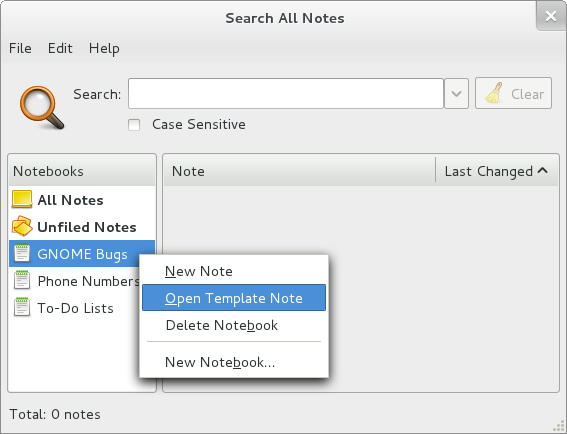 Search All Notes
File Edit Help
Search: Clear
Case Sensitive
Notebooks Note Last Changed
All Notes
Unfiled Notes
GNOME Bugs
Phone Numbers
To-Do Lists
New Note
Open Template Note
Delete Notebook
New Notebook...
Total: 0 notes